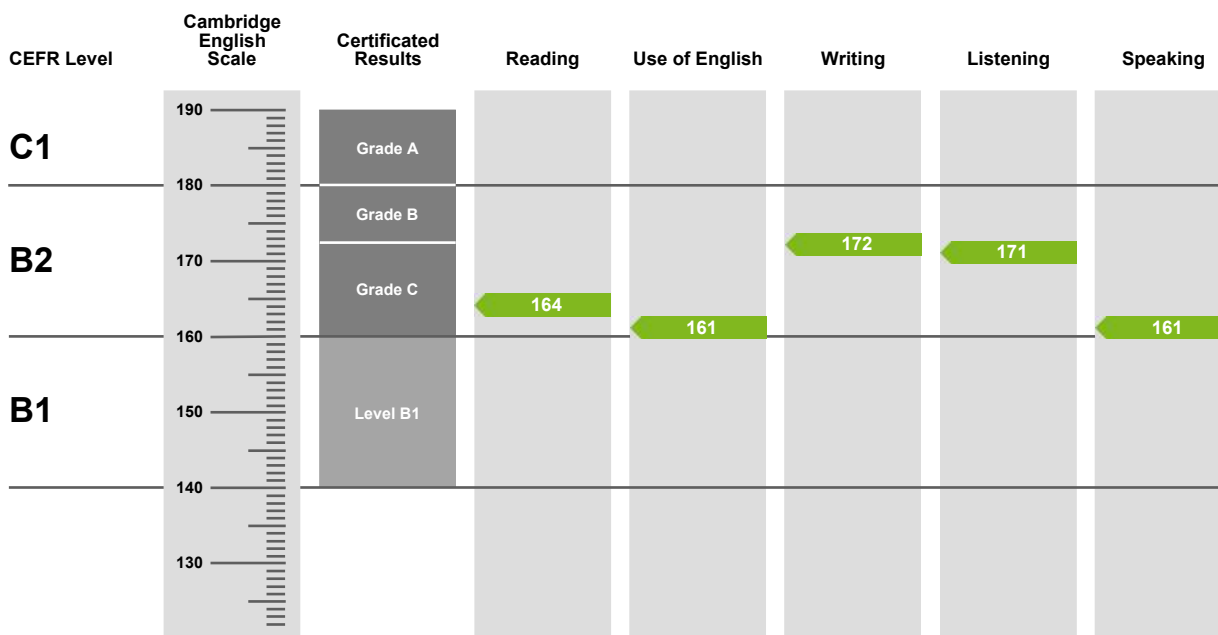 CEFR Level
Cambridge
English
Scale
Certificated
Results
Reading
Use of English
Writing
Listening
Speaking
190
C1
Grade A
180
Grade B
B2
170
172
171
Grade C
164
161
161
160
B1
150
Level B1
140
130